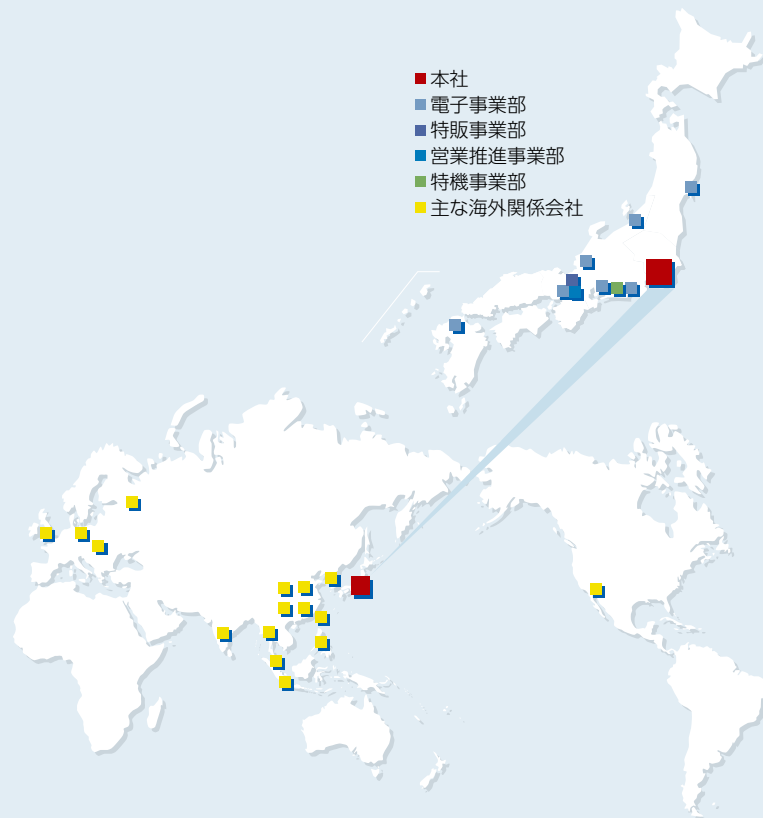 本社
電子事業部
特販事業部
営業推進事業部
特機事業部
主な海外関係会社